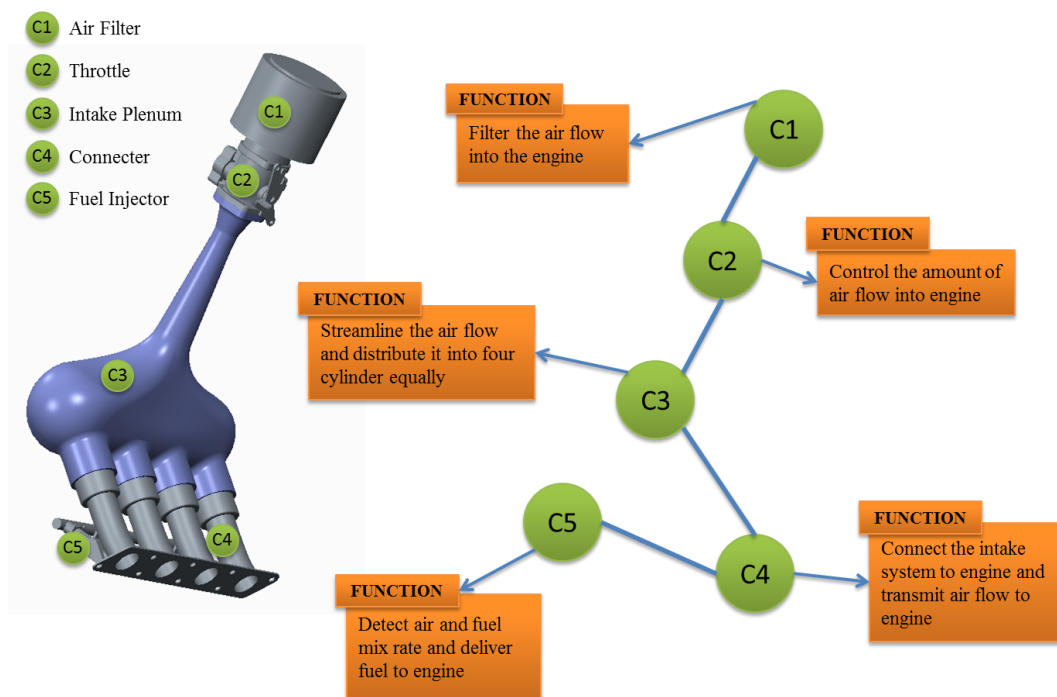 C1 Air Filter
C2 Throttle
C3 Intake Plenum
C4 Connecter
C5 Fuel Injector
C1
C2
C3
C4
C5
FUNCTION
Filter the air flow
into the engine
C1
C2
FUNCTION
Control the amount of
air flow into engine
FUNCTION
Streamline the air flow
and distribute it into four
cylinder equally
C3
C5
C4
FUNCTION
Connect the intake
system to engine and
transmit air flow to
engine
FUNCTION
Detect air and fuel
mix rate and deliver
fuel to engine